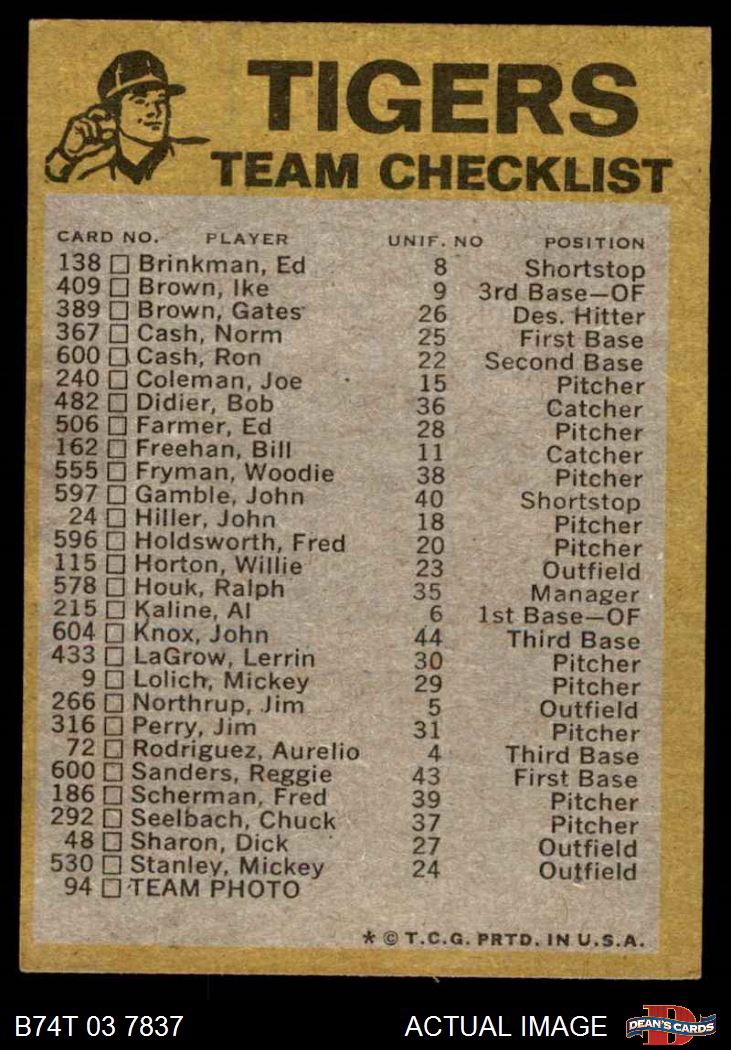 TIGERS
TEAM CHECKLIST
CARD NO. PLAYER UNIF. NO POSITION
138 Brinkman, Ed 8 Shortstop
409 Brown, Ike 9 3rd Base—OF
389 Brown, Gates 26 Des. Hitter
367 Cash, Norm 25 First Base
600 Cash, Ron 22 Second Base
240 Coleman, Joe 15 Pitcher
482 Didier, Bob 36 Catcher
506 Farmer, Ed 28 Pitcher
162 Freehan, Bill 11 Catcher
555 Fryman, Woodie 38 Pitcher
597 Gamble, John 40 Shortstop
24 Hiller, John 18 Pitcher
596 Holdsworth, Fred 20 Pitcher
115 Horton, Willie 23 Outfield
578 Houk, Ralph 35 Manager
215 Kaline, Al 6 1st Base—OF
604 Knox, John 44 Third Base
433 LaGrow, Lerrin 30 Pitcher
9 Lolich, Mickey 29 Pitcher
266 Northrup, Jim 5 Outfield
316 Perry, Jim 31 Pitcher
72 Rodriguez, Aurelio 4 Third Base
600 Sanders, Reggie 43 First Base
186 Scherman, Fred 39 Pitcher
292 Seelbach, Chuck 37 Pitcher
48 Sharon, Dick 27 Outfield
530 Stanley, Mickey 24 Outfield
94 TEAM PHOTO
* © T.C.G. PRTD. IN U.S.A.
B74T 03 7837 ACTUAL IMAGE DEAN'S CARDS